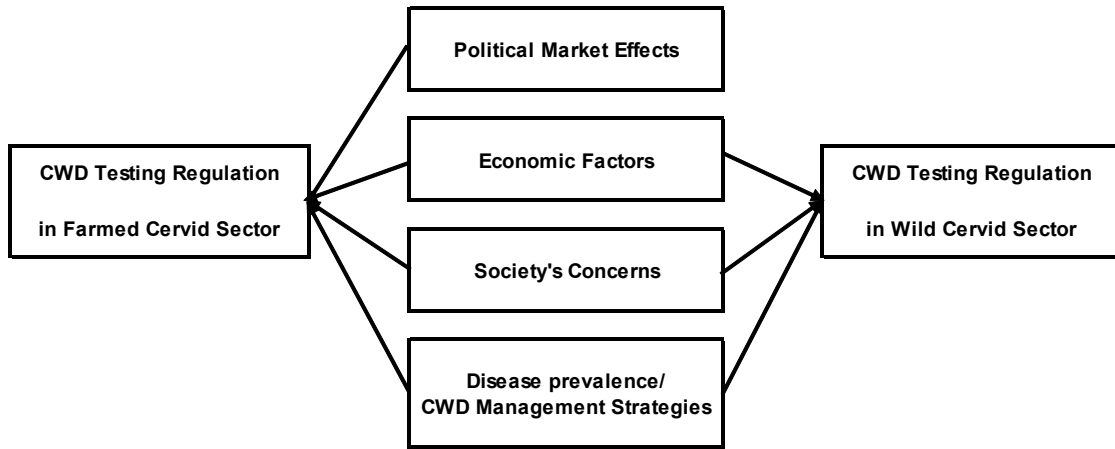 Political Market Effects
Economic Factors
CWD Testing Regulation
in Farmed Cervid Sector
CWD Testing Regulation
in Wild Cervid Sector
Society's Concerns
Disease prevalence/
CWD Management Strategies